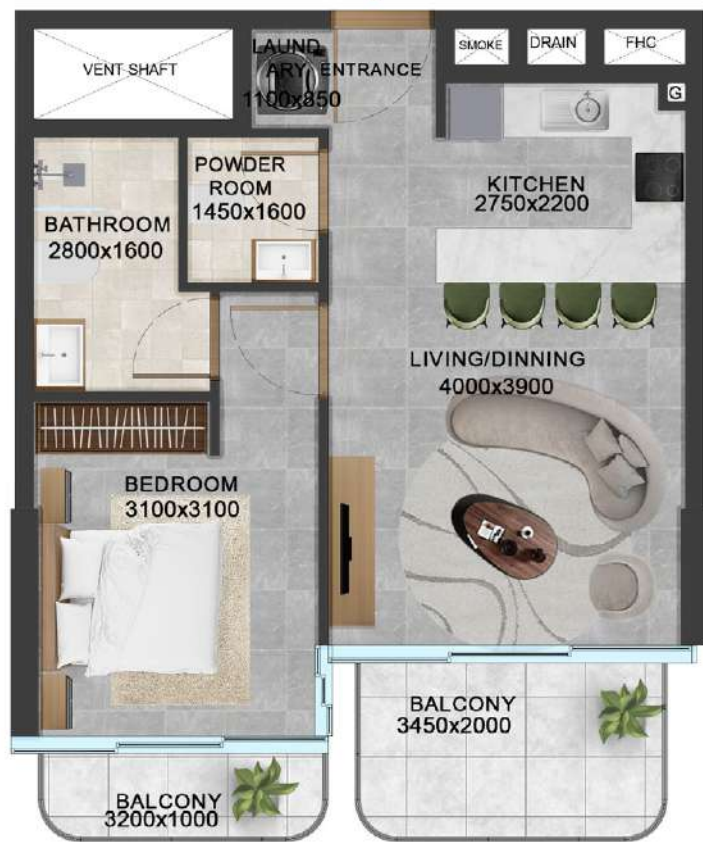 VENT SHAFT
LAUND
ARY
1100x850
ENTRANCE
SMOKE
DRAIN
FHC
G
POWDER
ROOM
1450x1600
BATHROOM
2800x1600
KITCHEN
2750x2200
LIVING/DINNING
4000x3900
BEDROOM
3100x3100
BALCONY
3450x2000
BALCONY
3200x1000